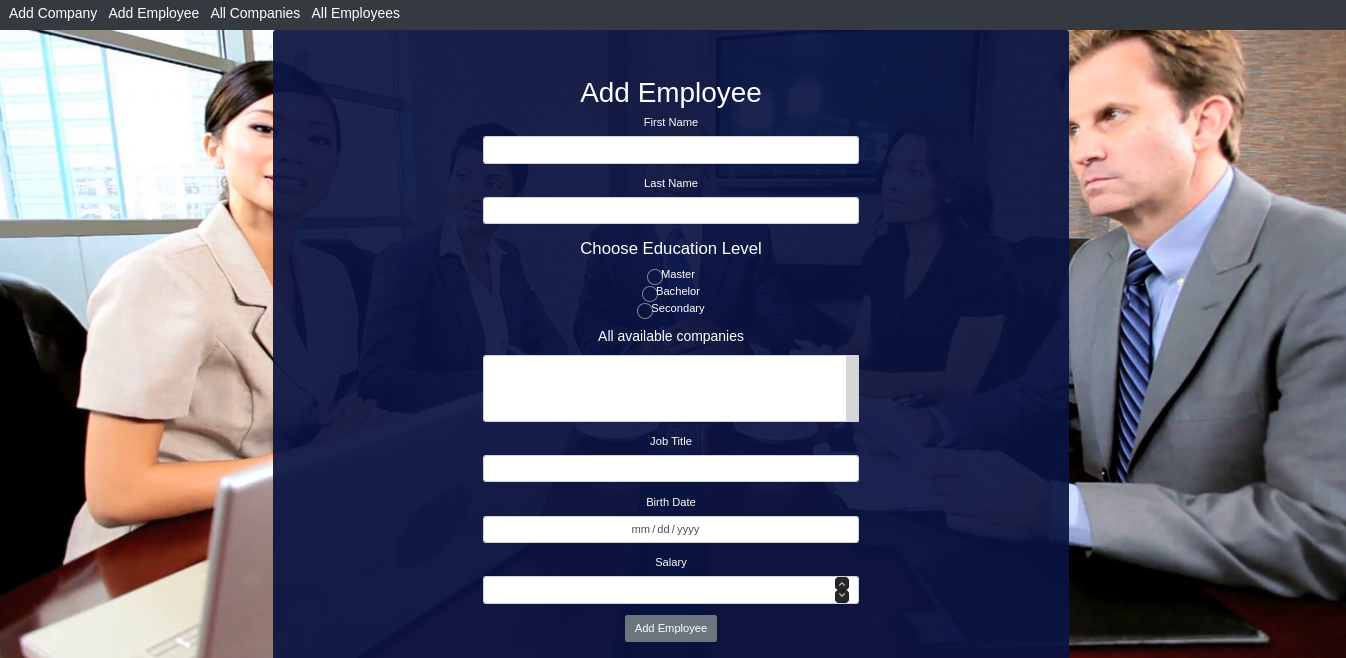 Add Company Add Employee All Companies All Employees
Add Employee
First Name
Last Name
Choose Education Level
Master
Bachelor
Secondary
All available companies
Job Title
Birth Date
mm/dd/yyyy
Salary
Add Employee